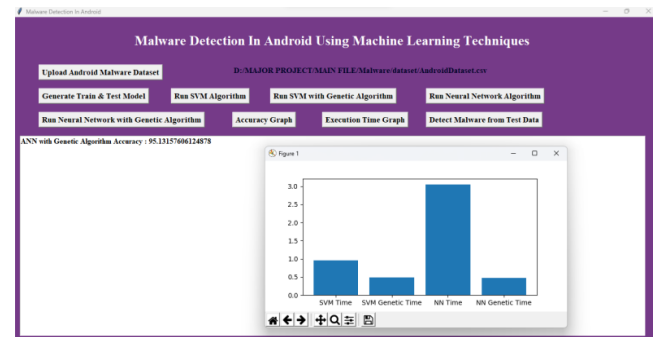 Malware Detection In Android
Malware Detection In Android Using Machine Learning Techniques
Upload Android Malware Dataset D:/MAJOR PROJECT/MAIN FILE/Malware/dataset/AndroidDataset.csv
Generate Train & Test Model Run SVM Algorithm Run SVM with Genetic Algorithm Run Neural Network Algorithm
Run Neural Network with Genetic Algorithm Accuracy Graph Execution Time Graph Detect Malware from Test Data
ANN with Genetic Algorithm Accuracy : 95.13157606124878
Figure 1
3.0
2.5
2.0
1.5
1.0
0.5
0.0
SVM Time SVM Genetic Time NN Time NN Genetic Time